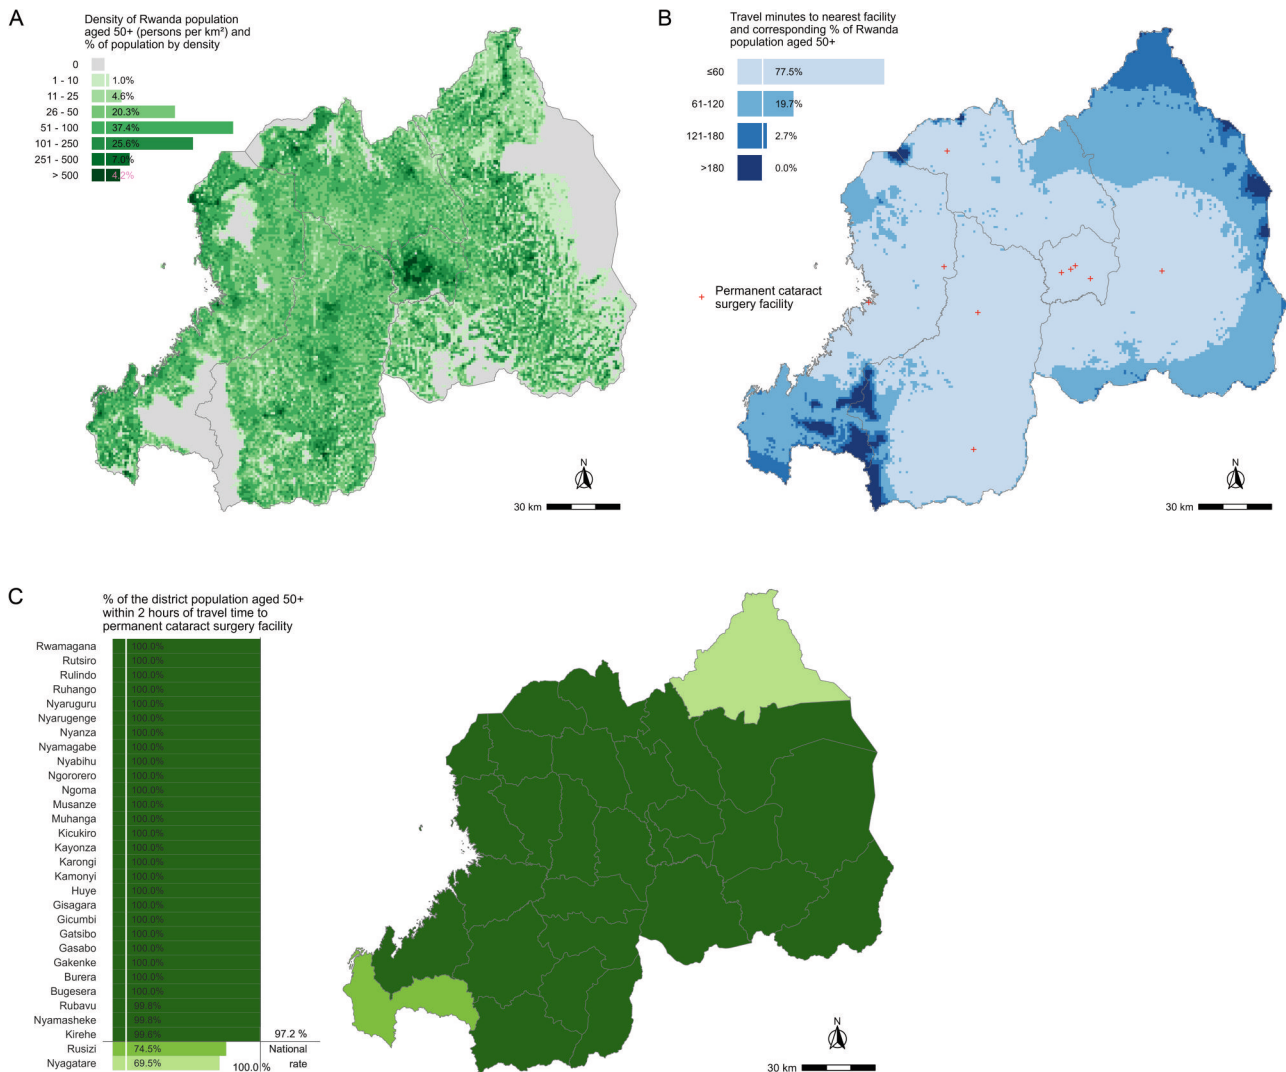 A
Density of Rwanda population
aged 50+ (persons per km²) and
% of population by density
0
1 - 10 1.0%
11 - 25 4.6%
26 - 50 20.3%
51 - 100 37.4%
101 - 250 25.6%
251 - 500 7.0%
> 500 4.2%
N
30 km
B
Travel minutes to nearest facility
and corresponding % of Rwanda
population aged 50+
≤60 77.5%
61-120 19.7%
121-180 2.7%
>180 0.0%
Permanent cataract
surgery facility
N
30 km
C
% of the district population aged 50+
within 2 hours of travel time to
permanent cataract surgery facility
Rwamagana 100.0%
Rutsiro 100.0%
Rulindo 100.0%
Ruhango 100.0%
Nyaruguru 100.0%
Nyarugenge 100.0%
Nyanza 100.0%
Nyamagabe 100.0%
Nyabihu 100.0%
Ngororero 100.0%
Ngoma 100.0%
Musanze 100.0%
Muhanga 100.0%
Kicukiro 100.0%
Kayonza 100.0%
Karongi 100.0%
Kamonyi 100.0%
Huye 100.0%
Gisagara 100.0%
Gicumbi 100.0%
Gatsibo 100.0%
Gasabo 100.0%
Gakenke 100.0%
Burera 100.0%
Bugesera 100.0%
Rubavu 99.8%
Nyamasheke 99.8%
Kirehe 99.6% 97.2 %
Rusizi 74.5% National
Nyagatare 69.5% 100.0 % rate
N
30 km